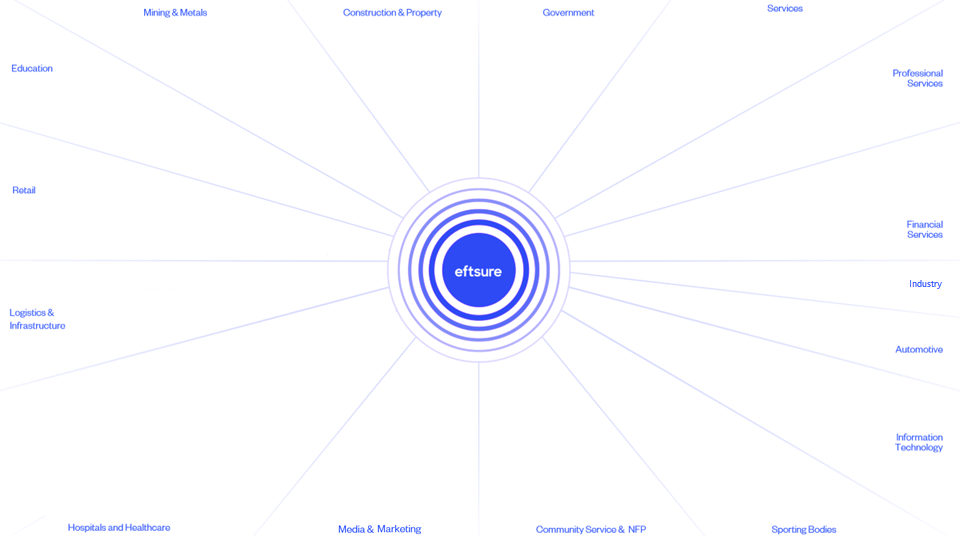 Mining & Metals
Construction & Property
Government
Services
Education
Professional
Services
Retail
Financial
Services
eftsure
Industry
Logistics &
Infrastructure
Automotive
Information
Technology
Hospitals and Healthcare
Media & Marketing
Community Service & NFP
Sporting Bodies